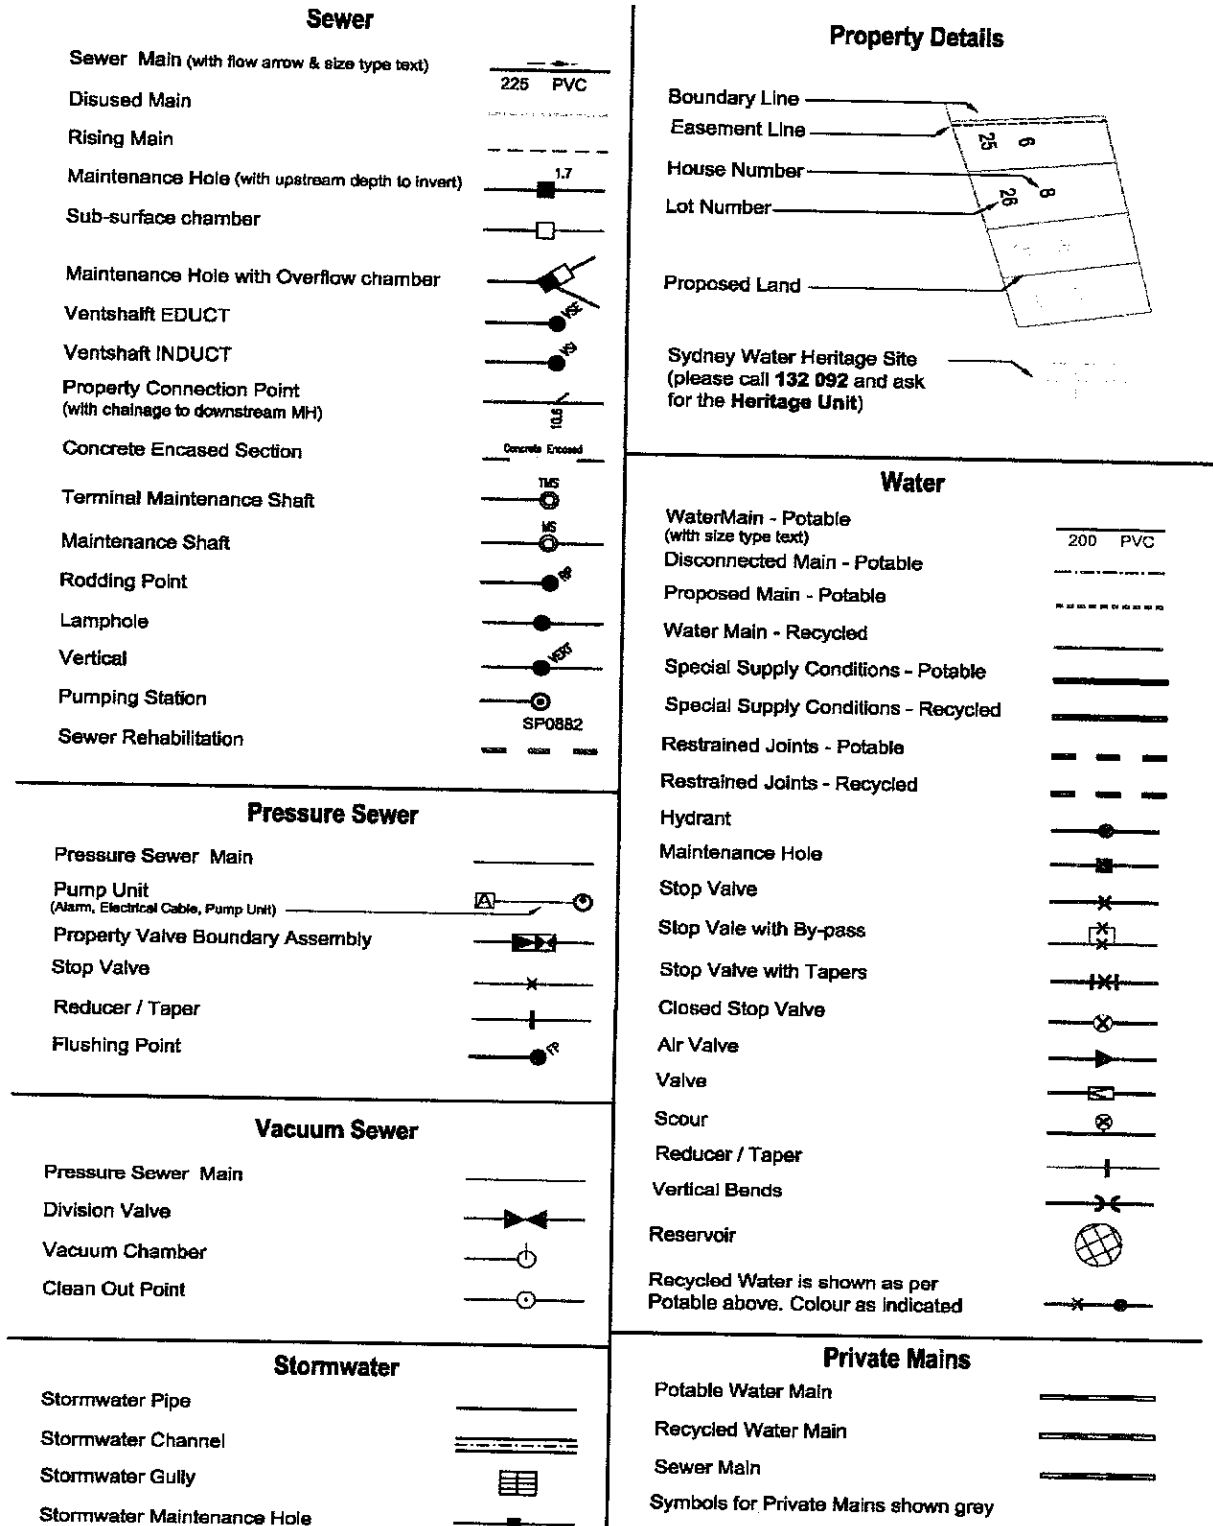 Sewer
Sewer Main (with flow arrow & size type text)
225 PVC
Disused Main
Rising Main
Maintenance Hole (with upstream depth to invert)
1.7
Sub-surface chamber
Maintenance Hole with Overflow chamber
Ventshalft EDUCT
VSE
Ventshaft INDUCT
VSI
Property Connection Point
(with chainage to downstream MH)
10.6
Concrete Encased Section
Concrete Encased
Terminal Maintenance Shaft
TMS
Maintenance Shaft
MS
Rodding Point
RP
Lamphole
Vertical
VERT
Pumping Station
SP0882
Sewer Rehabilitation
Pressure Sewer
Pressure Sewer Main
Pump Unit
(Alarm, Electrical Cable, Pump Unit)
A
Property Valve Boundary Assembly
Stop Valve
Reducer / Taper
Flushing Point
FP
Vacuum Sewer
Pressure Sewer Main
Division Valve
Vacuum Chamber
Clean Out Point
Stormwater
Stormwater Pipe
Stormwater Channel
Stormwater Gully
Stormwater Maintenance Hole
Property Details
Boundary Line
Easement Line
25 6
House Number
8
Lot Number
26
Proposed Land
Sydney Water Heritage Site
(please call 132 092 and ask
for the Heritage Unit)
Water
WaterMain - Potable
(with size type text)
200 PVC
Disconnected Main - Potable
Proposed Main - Potable
Water Main - Recycled
Special Supply Conditions - Potable
Special Supply Conditions - Recycled
Restrained Joints - Potable
Restrained Joints - Recycled
Hydrant
Maintenance Hole
Stop Valve
Stop Vale with By-pass
Stop Valve with Tapers
Closed Stop Valve
Air Valve
Valve
Scour
Reducer / Taper
Vertical Bends
Reservoir
Recycled Water is shown as per
Potable above. Colour as indicated
Private Mains
Potable Water Main
Recycled Water Main
Sewer Main
Symbols for Private Mains shown grey